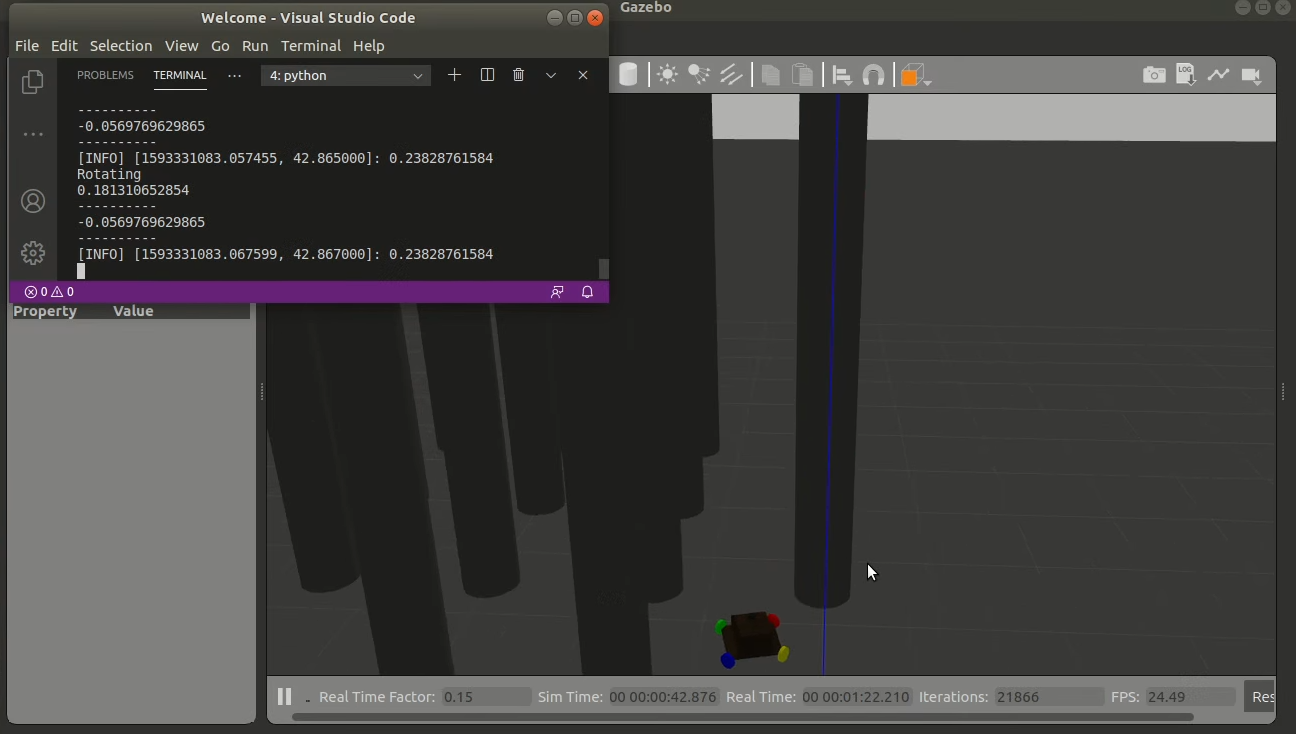 Gazebo
Welcome - Visual Studio Code
File Edit Selection View Go Run Terminal Help
PROBLEMS TERMINAL ··· 4: python
----------
-0.0569769629865
----------
[INFO] [1593331083.057455, 42.865000]: 0.23828761584
Rotating
0.181310652854
----------
-0.0569769629865
----------
[INFO] [1593331083.067599, 42.867000]: 0.23828761584
0 0
LOG
Property Value
Real Time Factor: 0.15 Sim Time: 00 00:00:42.876 Real Time: 00 00:01:22.210 Iterations: 21866 FPS: 24.49 Res